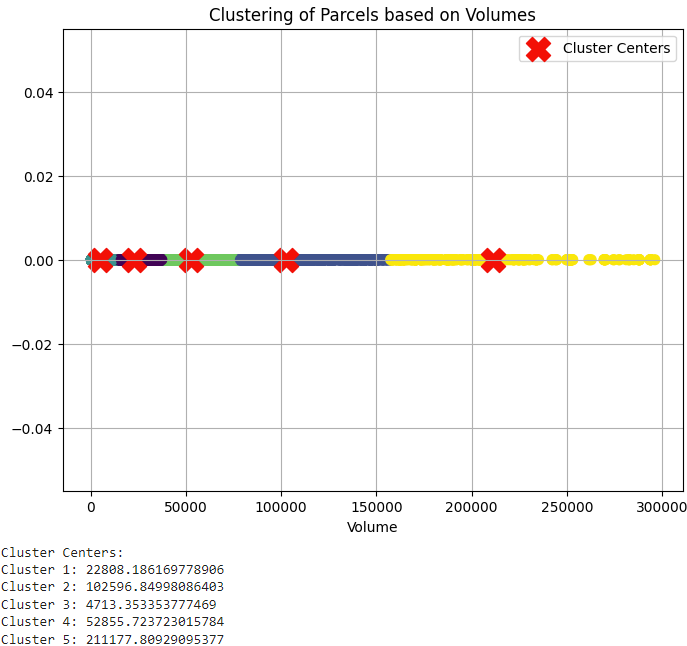 Clustering of Parcels based on Volumes
Cluster Centers
0.04
0.02
0.00
−0.02
−0.04
0 50000 100000 150000 200000 250000 300000
Volume
Cluster Centers:
Cluster 1: 22808.186169778906
Cluster 2: 102596.84998086403
Cluster 3: 4713.353353777469
Cluster 4: 52855.723723015784
Cluster 5: 211177.80929095377